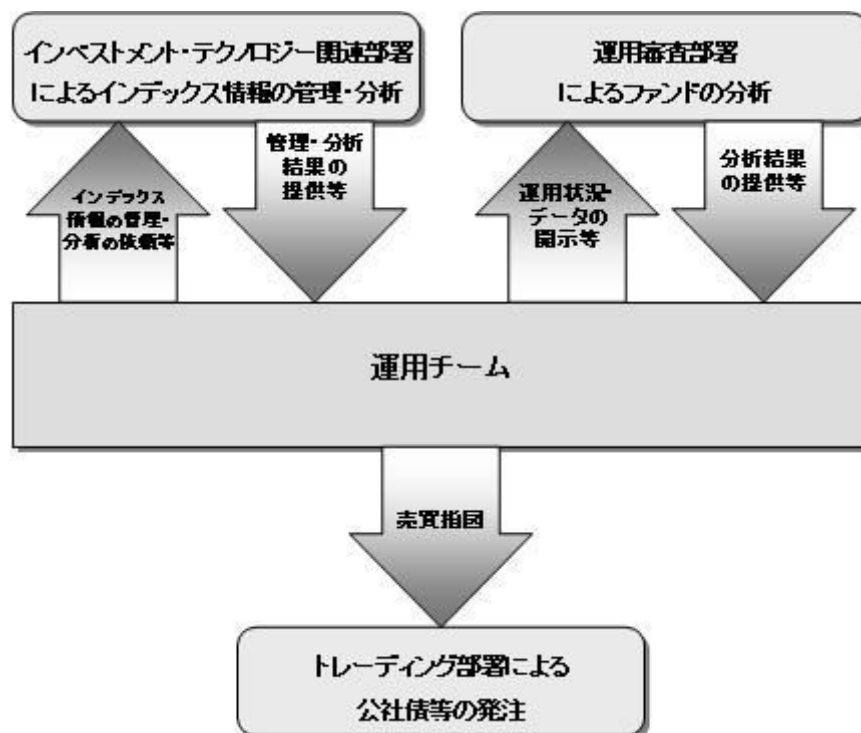 インベストメント・テクノロジー関連部署
によるインデックス情報の管理・分析
運用審査部署
によるファンドの分析
インデックス
情報の管理・
分析の依頼等
管理・分析
結果の
提供等
運用状況・
データの
開示等
分析結果
の提供等
運用チーム
売買指図
トレーディング部署による
公社債等の発注